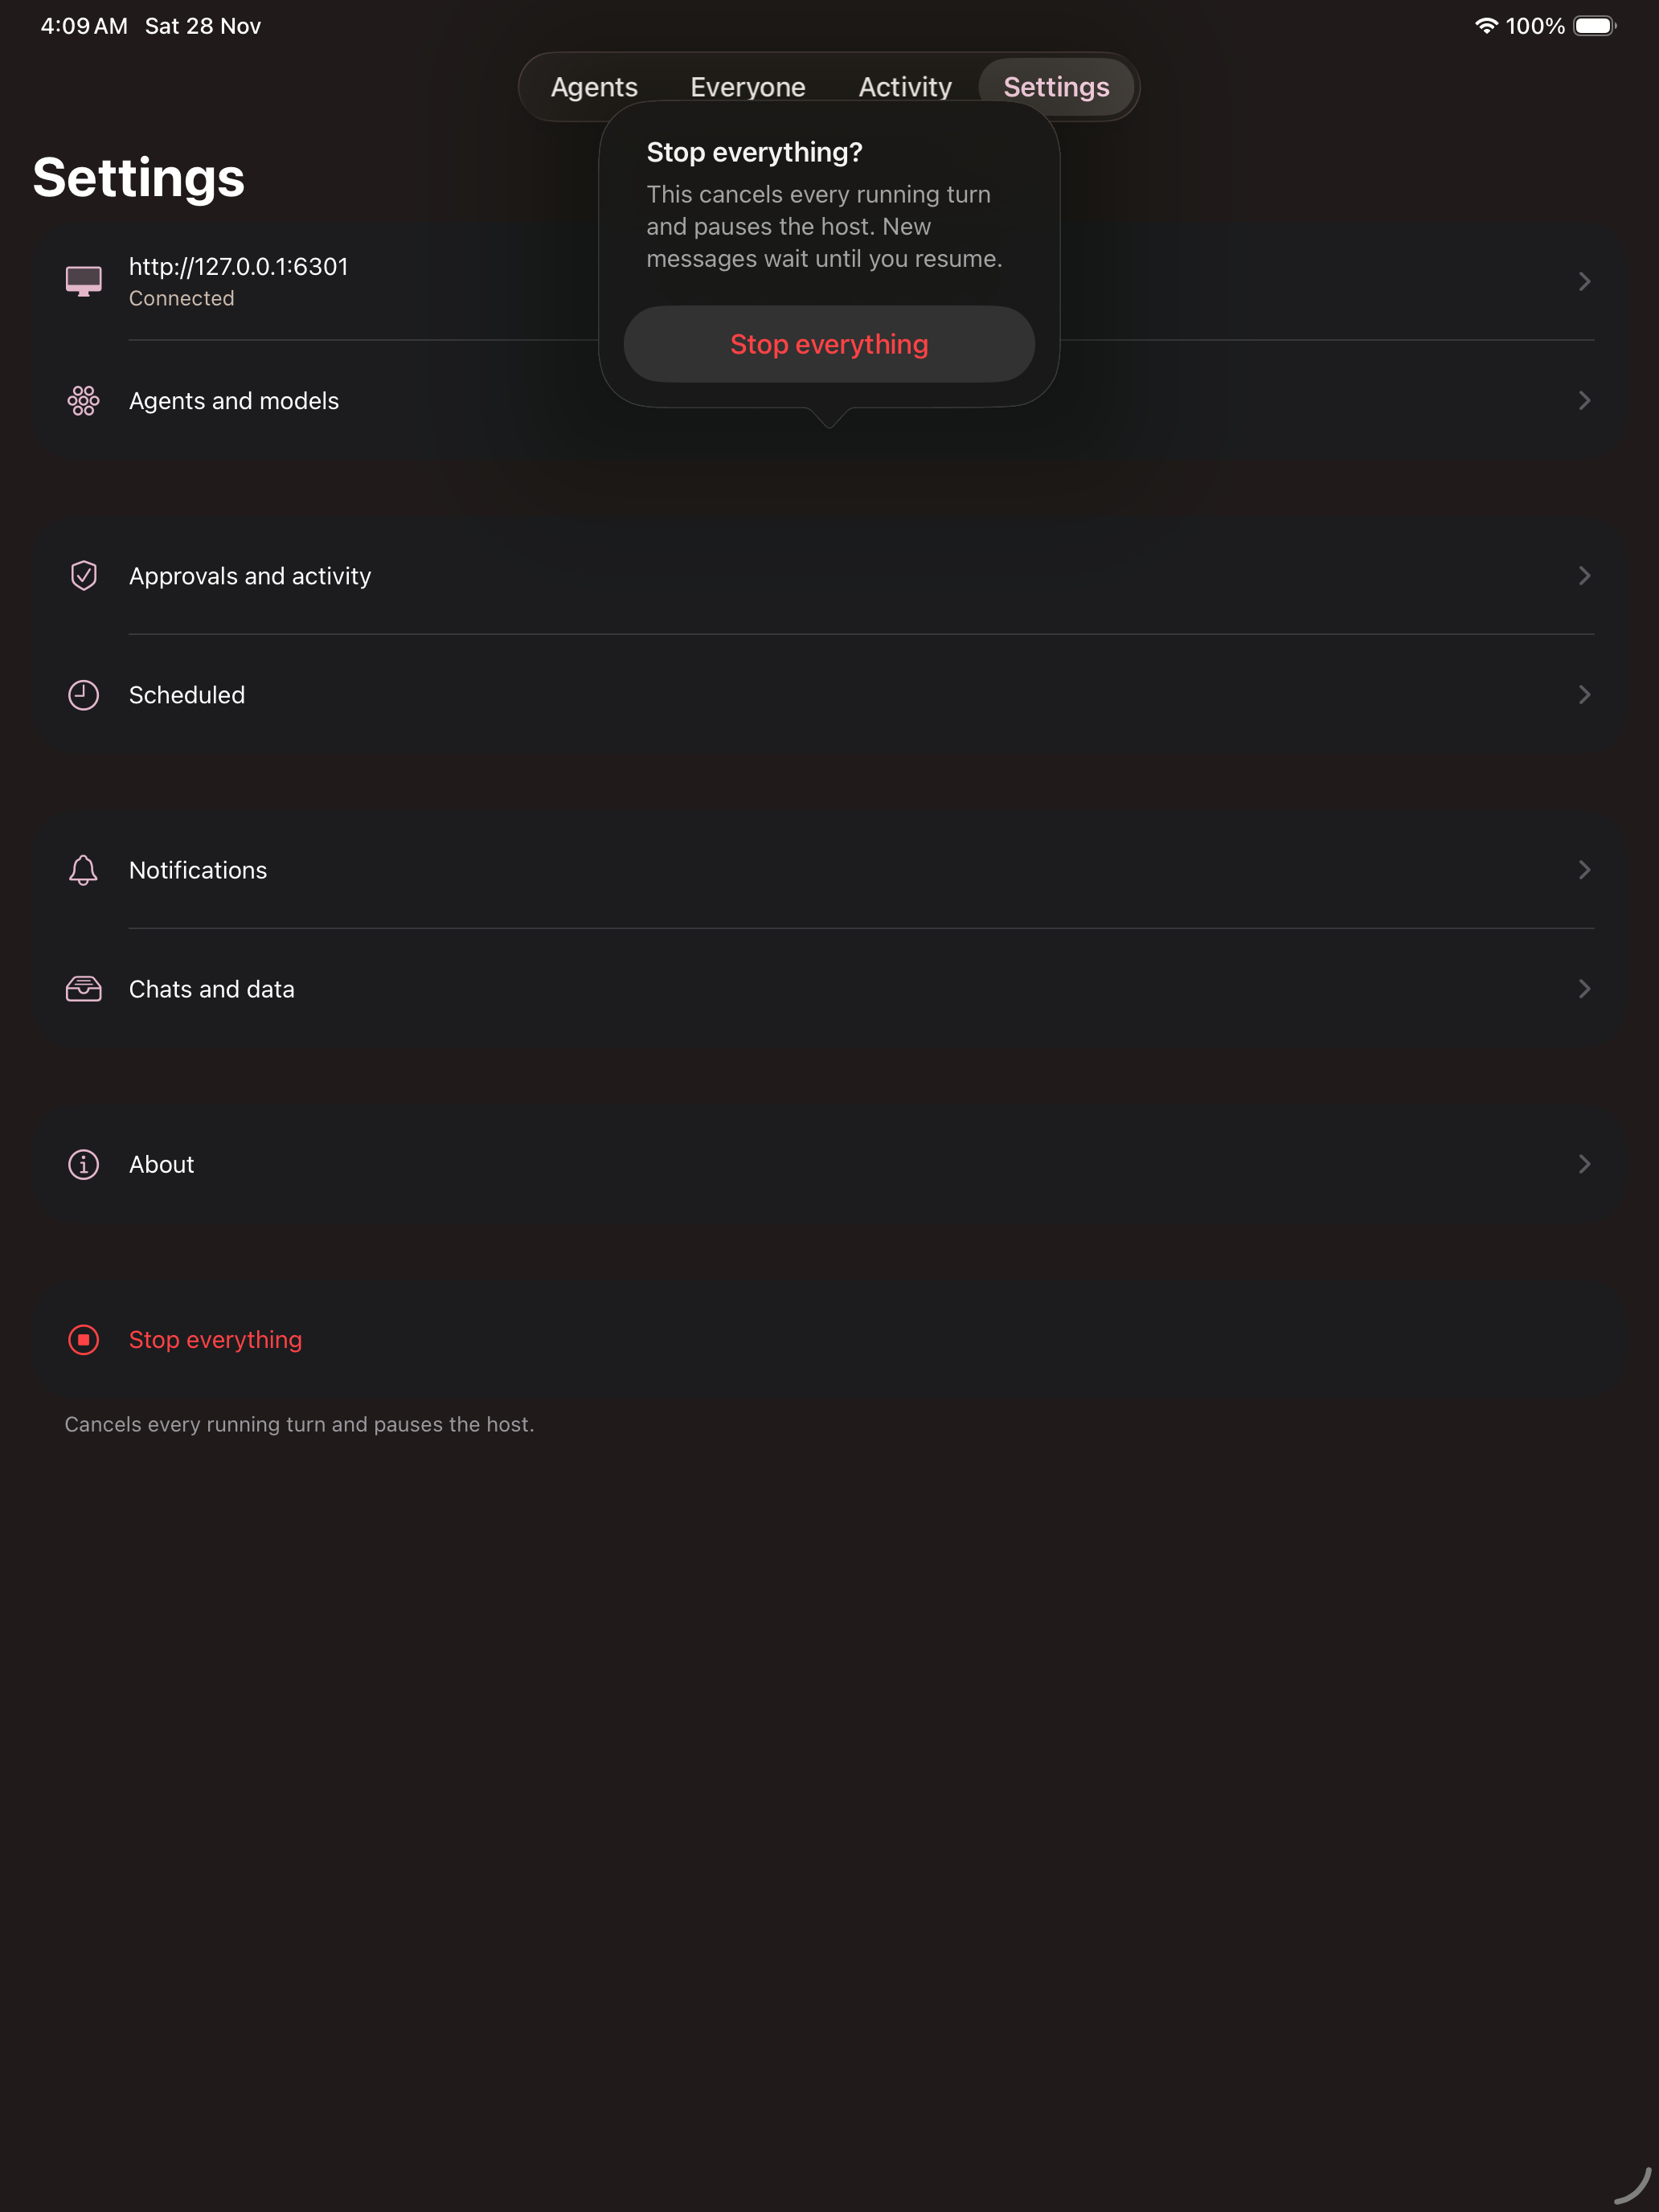 4:09 AM Sat 28 Nov
100%
Agents Everyone Activity Settings
Stop everything?
This cancels every running turn
and pauses the host. New
messages wait until you resume.
Stop everything
Settings
http://127.0.0.1:6301
Connected
Agents and models
Approvals and activity
Scheduled
Notifications
Chats and data
About
Stop everything
Cancels every running turn and pauses the host.